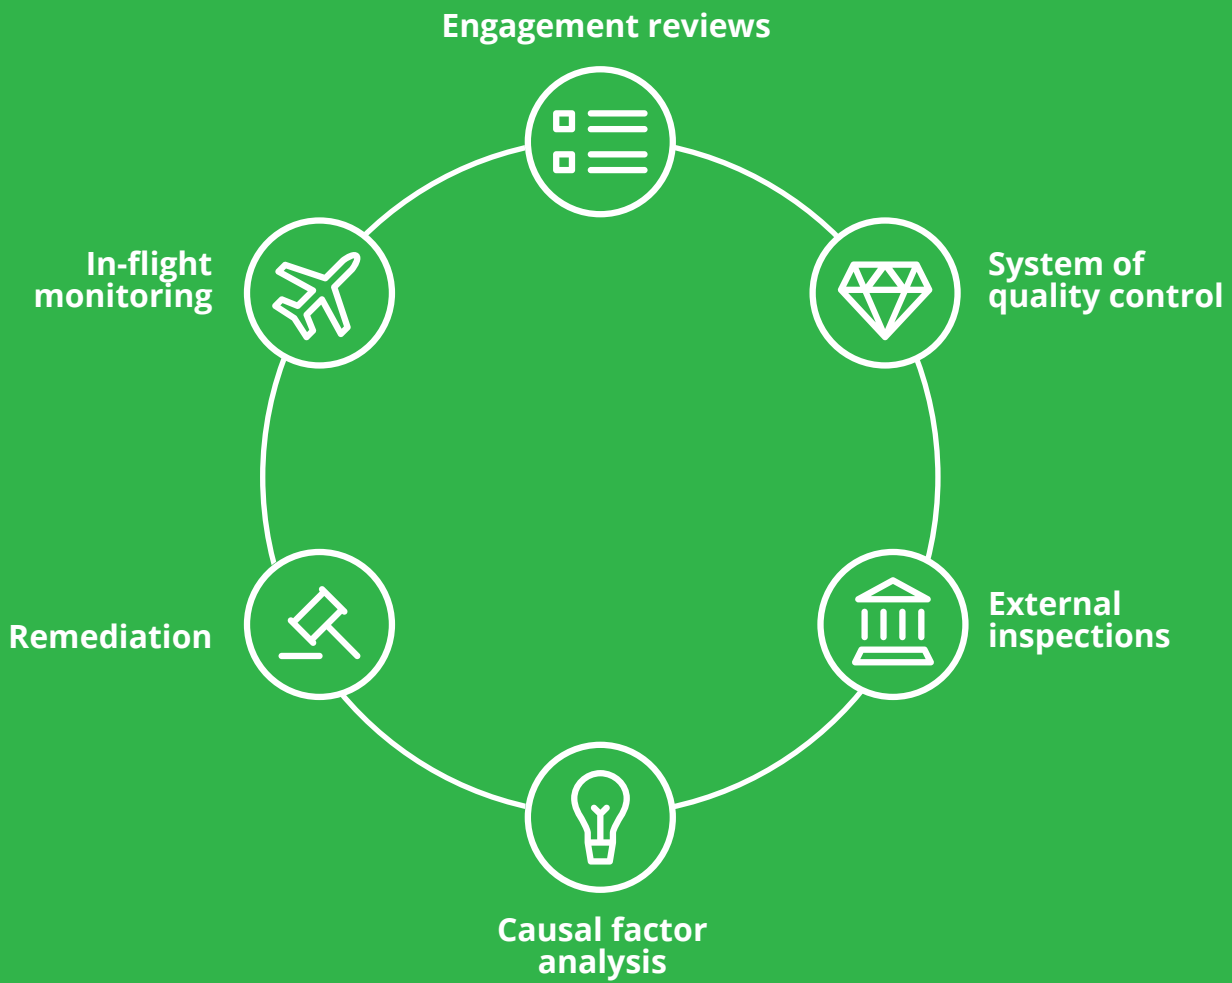 Engagement reviews
In-flight
monitoring
System of
quality control
Remediation
External
inspections
Causal factor
analysis